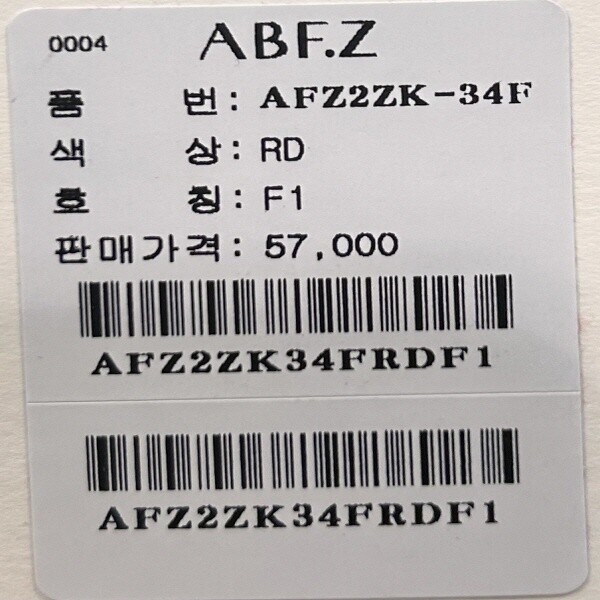 0004 ABF.Z
품 번: AFZ2ZK-34F
색 상: RD
호 칭: F1
판매가격: 57,000
AFZ2ZK34FRDF1
AFZ2ZK34FRDF1